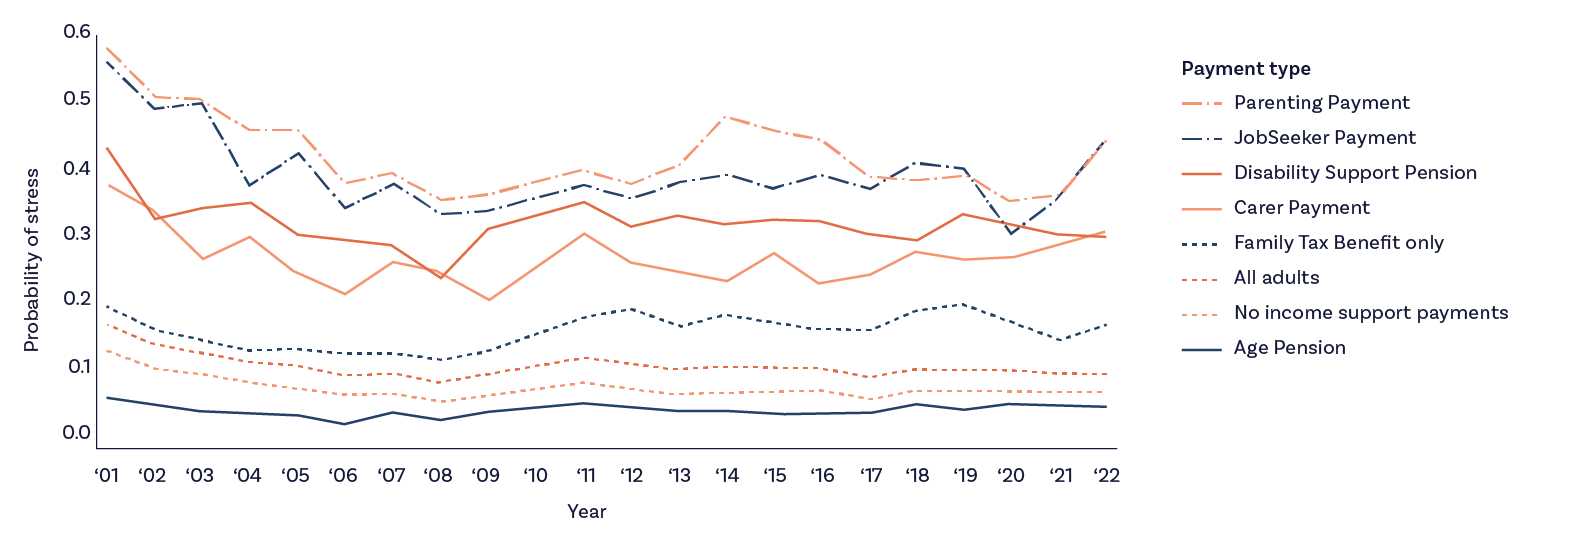 0.6
0.5
0.4
0.3
0.2
0.1
0.0
Probability of stress
‘01 ‘02 ‘03 ‘04 ‘05 ‘06 ‘07 ‘08 ‘09 ‘10 ‘11 ‘12 ‘13 ‘14 ‘15 ‘16 ‘17 ‘18 ‘19 ‘20 ‘21 ‘22
Year
Payment type
Parenting Payment
JobSeeker Payment
Disability Support Pension
Carer Payment
Family Tax Benefit only
All adults
No income support payments
Age Pension